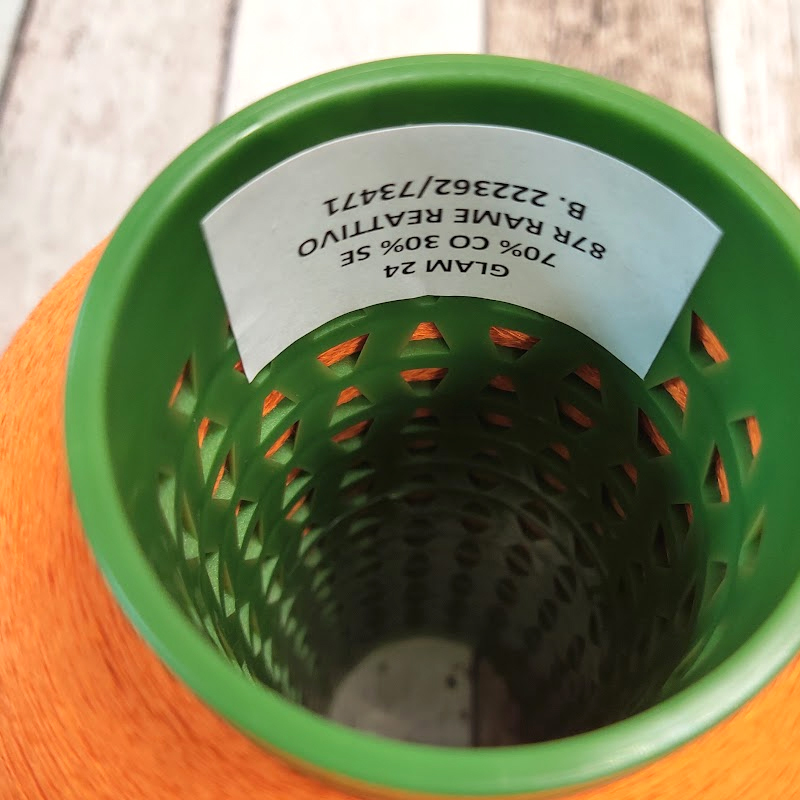 GLAM 24
70% CO 30% SE
87R RAME REATTIVO
B. 222362/73471